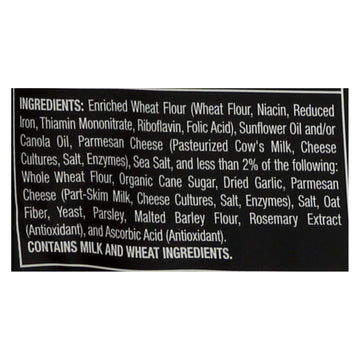 INGREDIENTS: Enriched Wheat Flour (Wheat Flour, Niacin, Reduced
Iron, Thiamin Mononitrate, Riboflavin, Folic Acid), Sunflower Oil and/or
Canola Oil, Parmesan Cheese (Pasteurized Cow's Milk, Cheese
Cultures, Salt, Enzymes), Sea Salt, and less than 2% of the following:
Whole Wheat Flour, Organic Cane Sugar, Dried Garlic, Parmesan
Cheese (Part-Skim Milk, Cheese Cultures, Salt, Enzymes), Salt, Oat
Fiber, Yeast, Parsley, Malted Barley Flour, Rosemary Extract
(Antioxidant), and Ascorbic Acid (Antioxidant).
CONTAINS MILK AND WHEAT INGREDIENTS.